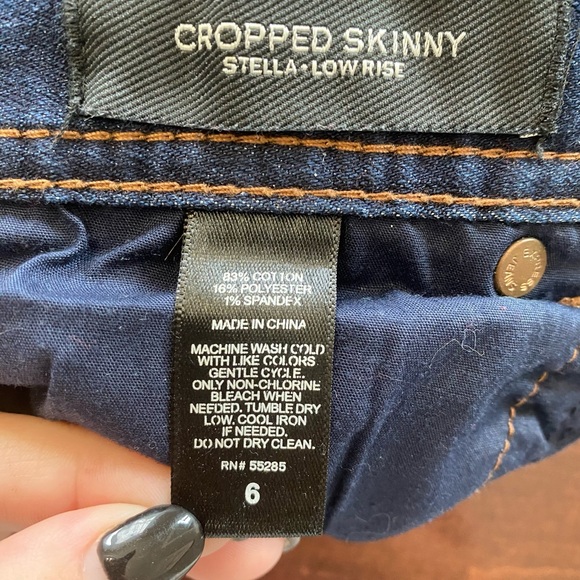 CROPPED SKINNY
STELLA • LOW RISE
83% COTTON
16% POLYESTER
1% SPANDEX
MADE IN CHINA
MACHINE WASH COLD
WITH LIKE COLORS
GENTLE CYCLE.
ONLY NON-CHLORINE
BLEACH WHEN
NEEDED. TUMBLE DRY
LOW, COOL IRON
IF NEEDED.
DO NOT DRY CLEAN.
RN# 55285
6